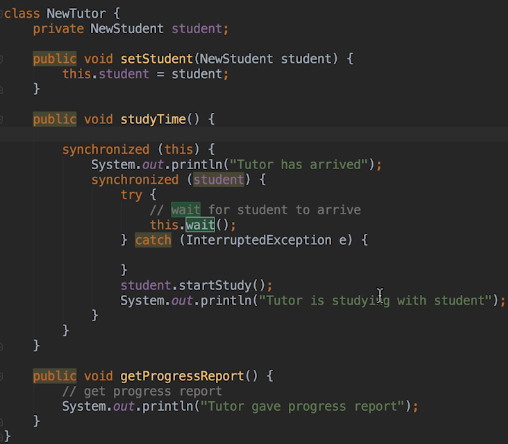 class NewTutor {
    private NewStudent student;
    public void setStudent(NewStudent student) {
        this.student = student;
    }
    public void studyTime() {
        synchronized (this) {
            System.out.println("Tutor has arrived");
            synchronized (student) {
                try {
                    // wait for student to arrive
                    this.wait();
                } catch (InterruptedException e) {
                }
                student.startStudy();
                System.out.println("Tutor is studying with student");
            }
        }
    }
    public void getProgressReport() {
        // get progress report
        System.out.println("Tutor gave progress report");
    }
}